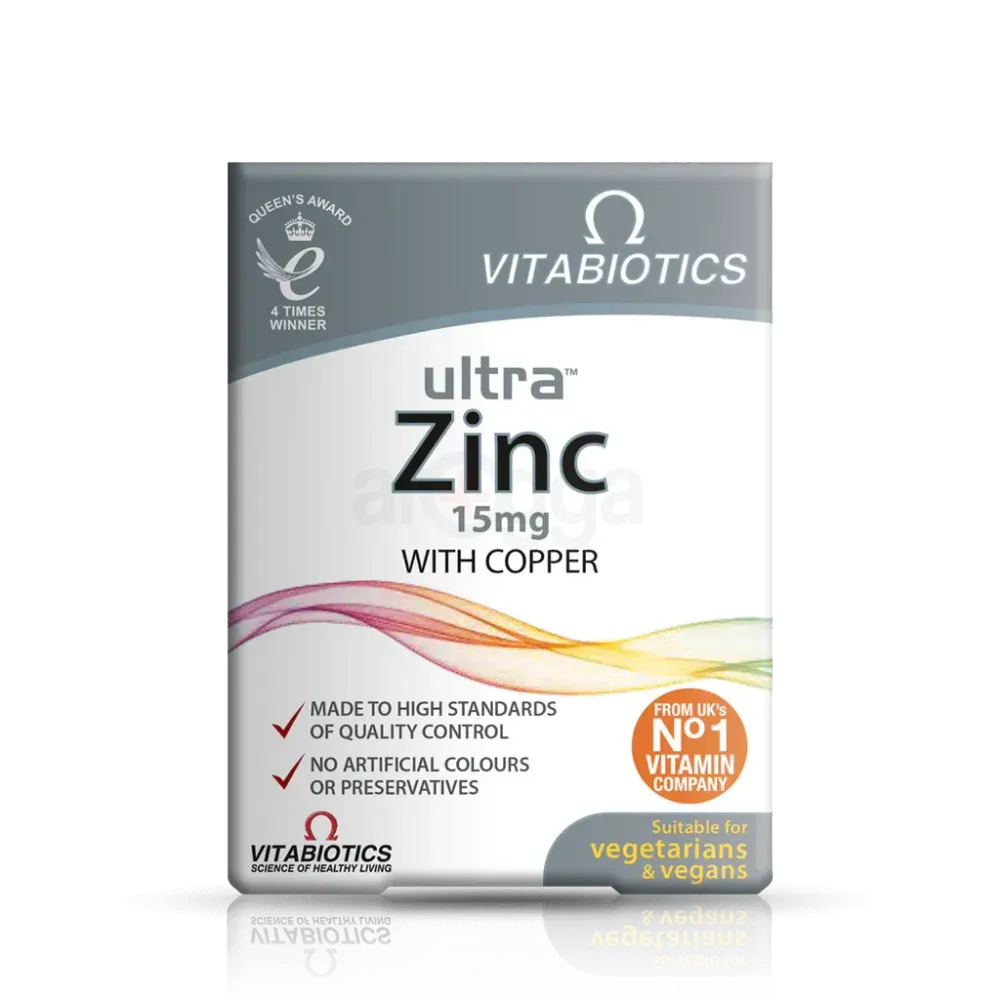 QUEEN'S AWARD
4 TIMES
WINNER
VITABIOTICS
ultra™
Zinc
15mg
WITH COPPER
MADE TO HIGH STANDARDS
OF QUALITY CONTROL
NO ARTIFICIAL COLOURS
OR PRESERVATIVES
FROM UK's
Nº1
VITAMIN
COMPANY
VITABIOTICS
SCIENCE OF HEALTHY LIVING
Suitable for
vegetarians
& vegans